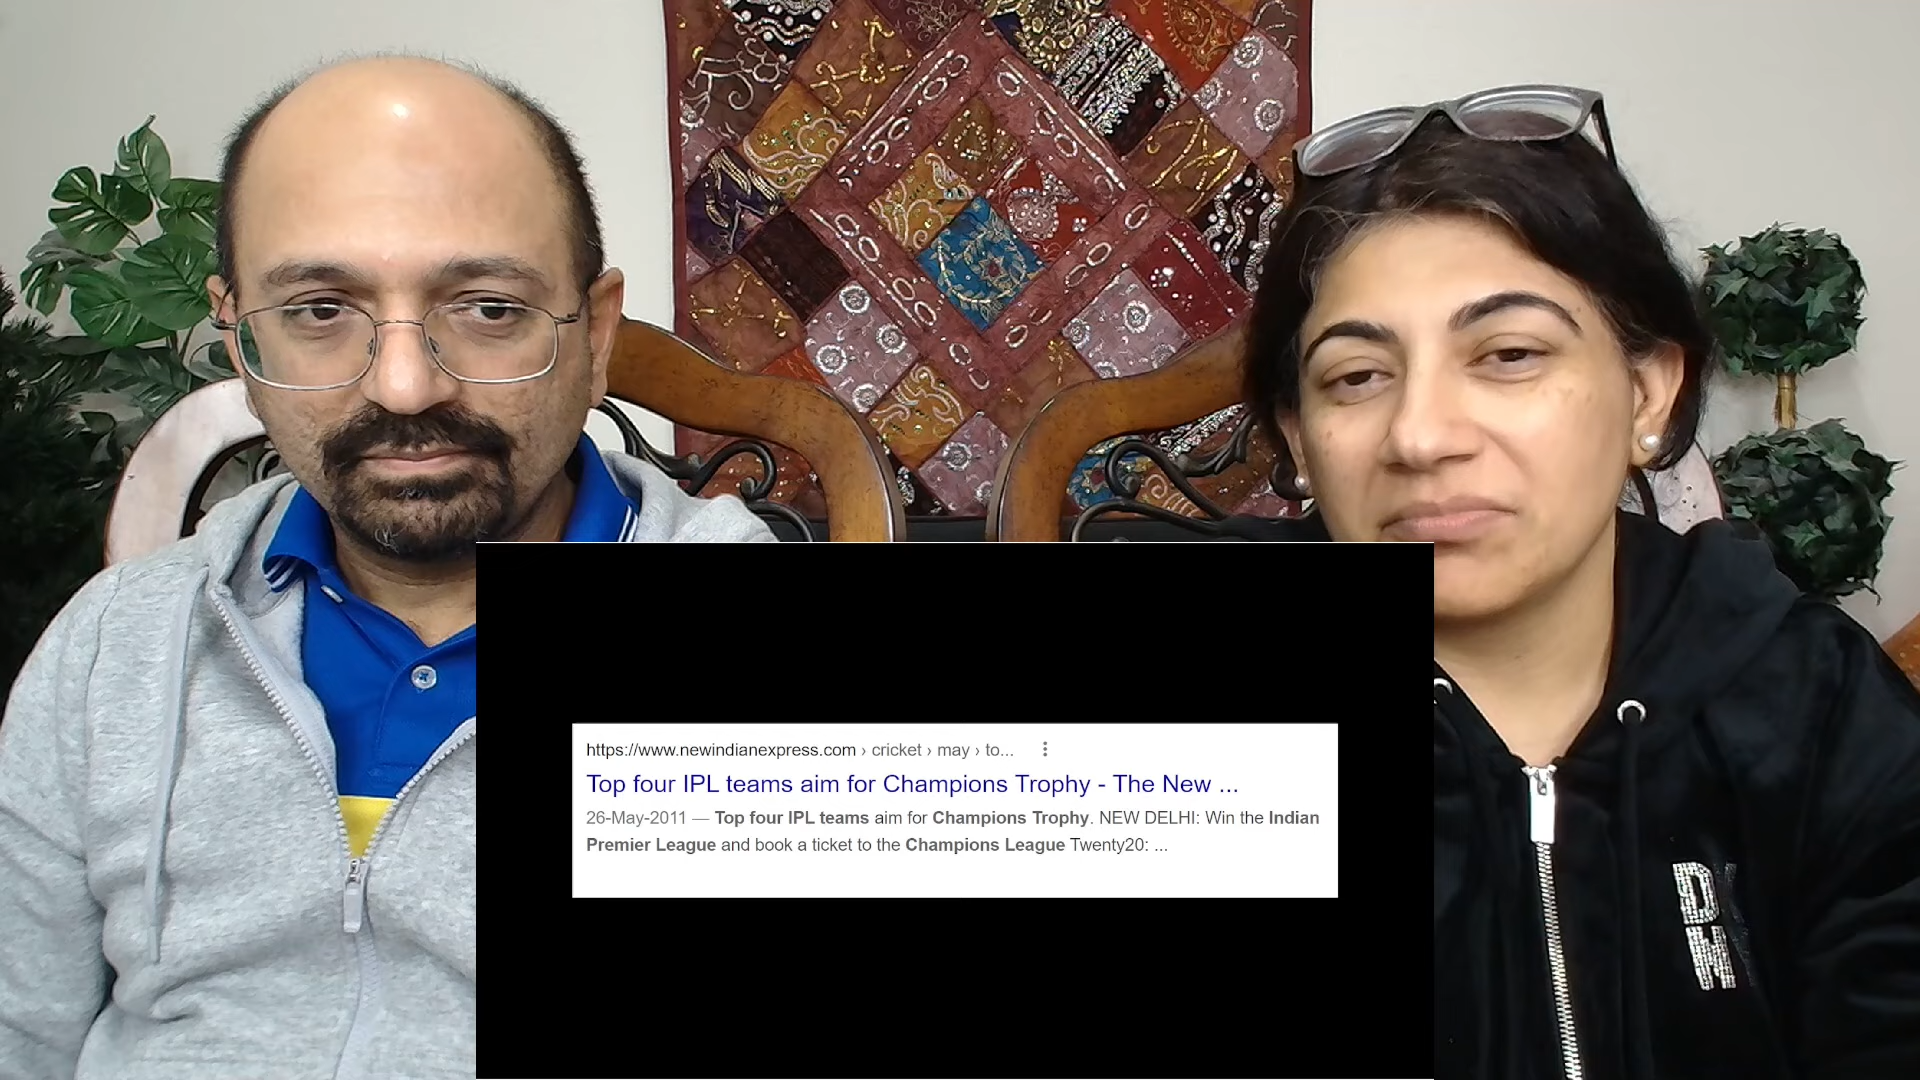 https://www.newindianexpress.com › cricket › may › to...
Top four IPL teams aim for Champions Trophy - The New ...
26-May-2011 — Top four IPL teams aim for Champions Trophy. NEW DELHI: Win the Indian
Premier League and book a ticket to the Champions League Twenty20: ...